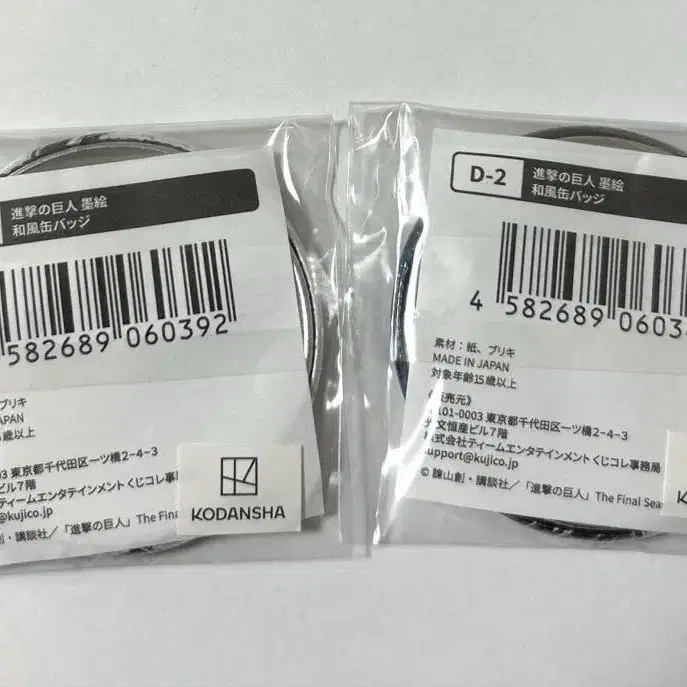 進撃の巨人 墨絵
和風缶バッジ
582689 060392
ブリキ
APAN
歳以上
03 東京都千代田区一ツ橋2-4-3
ビル7階
ティームエンタテインメントくじコレ事
@kujico.jp
創・講談社／「進撃の巨人」The Final
KODANSHA
D-2
進撃の巨人 墨絵
和風缶バッジ
4 582689 060
素材：紙、ブリキ
MADE IN JAPAN
対象年齢15歳以上
売元》
101-0003 東京都千代田区一ツ橋2-4-3
文恒産ビル7階
株式会社ティームエンタテインメントくじコレ事務局
upport@kujico.jp
© 諫山創・講談社／「進撃の巨人」The Final Sea
KO